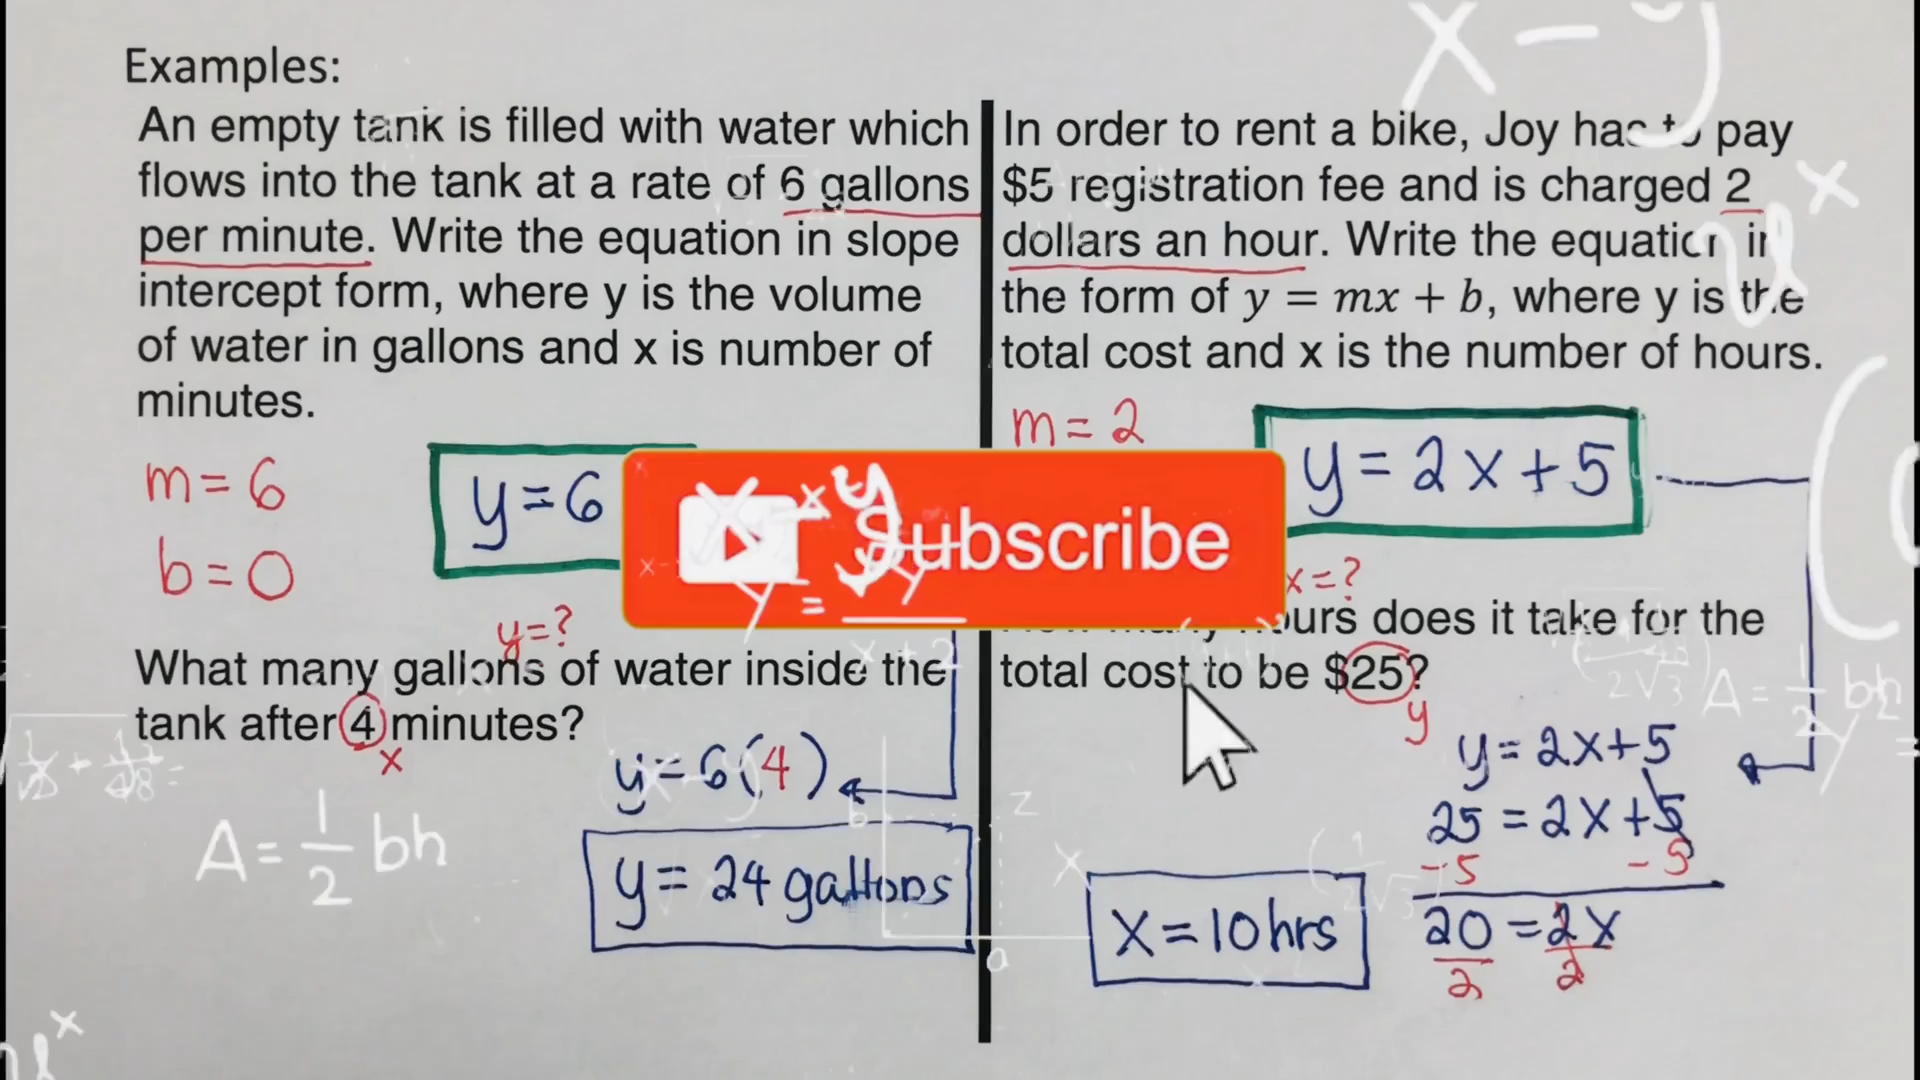 Examples:
An empty tank is filled with water which
flows into the tank at a rate of 6 gallons
per minute. Write the equation in slope
intercept form, where y is the volume
of water in gallons and x is number of
minutes.
m = 6
b = 0
y = 6
y = ?
What many gallons of water inside the
tank after 4 minutes?
x
y = 6(4)
y = 24 gallons
In order to rent a bike, Joy has to pay
$5 registration fee and is charged 2
dollars an hour. Write the equation in
the form of y = mx + b, where y is the
total cost and x is the number of hours.
m = 2
y = 2x + 5
x = ?
hours does it take for the
total cost to be $25?
y
y = 2x + 5
25 = 2x + 5
-5 -5
20 = 2x
2 2
x = 10 hrs
Subscribe
x - y
A = 1/2 bh
A = 1/2 bh
x + 2
z
x
a
b